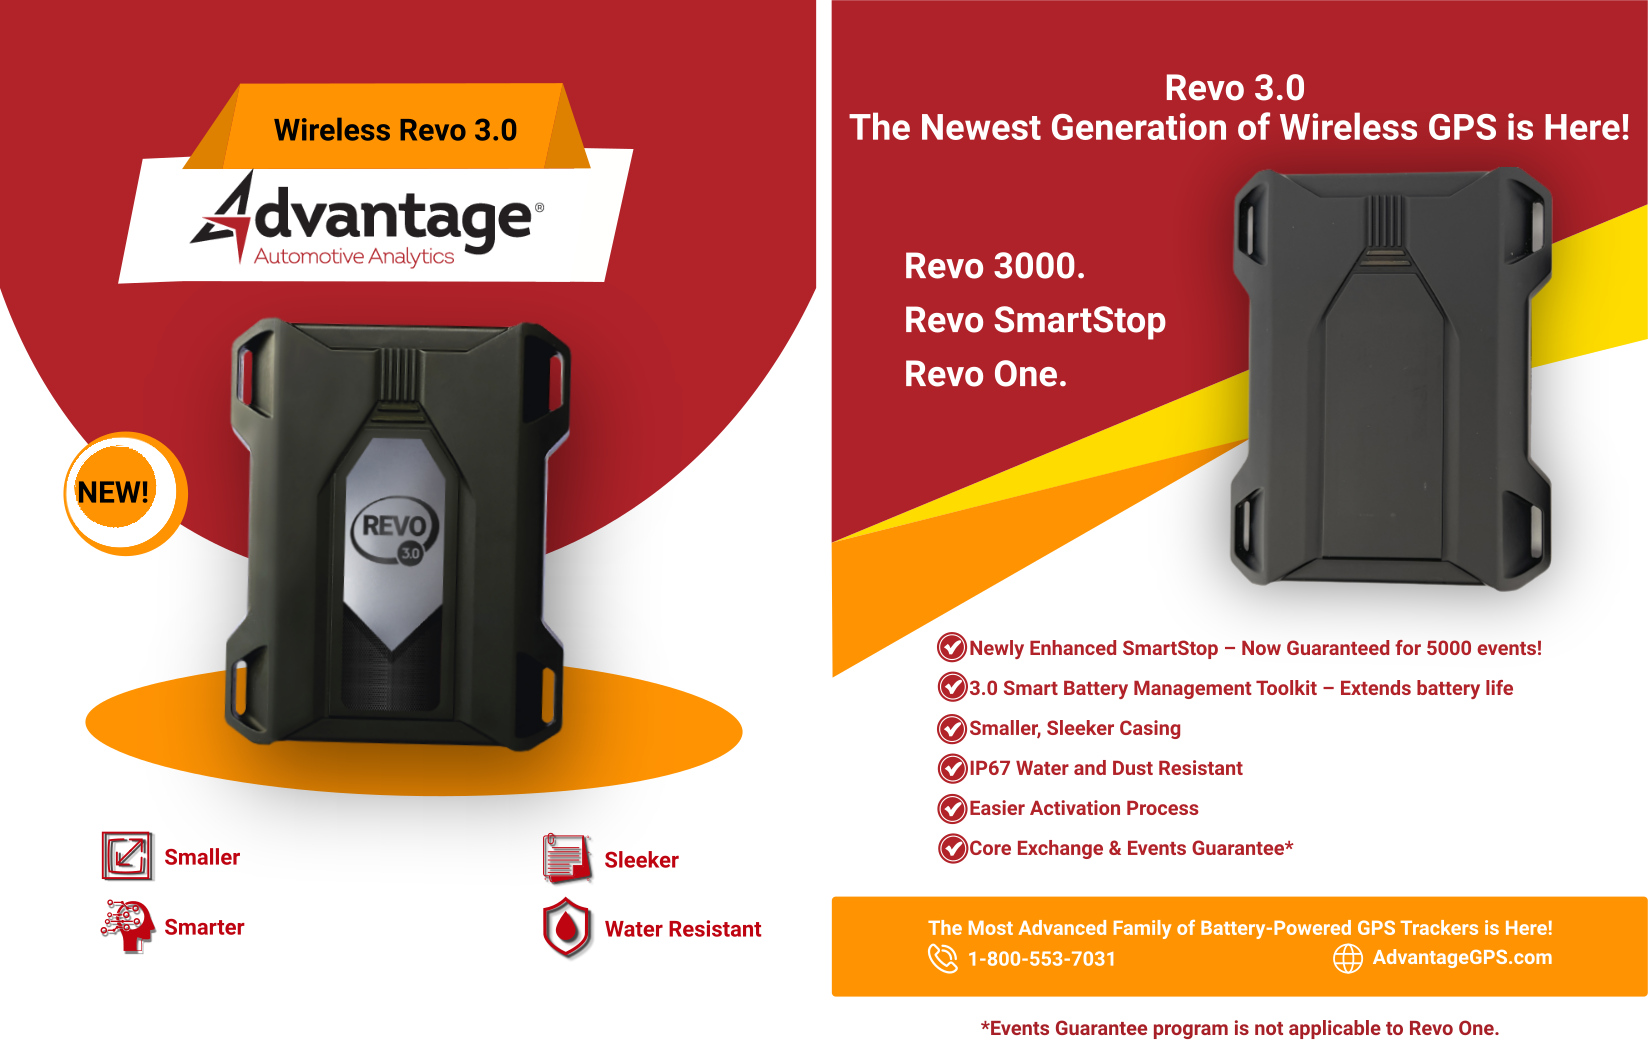 Wireless Revo 3.0
Advantage®
Automotive Analytics
NEW!
REVO
3.0
Smaller
Sleeker
Smarter
Water Resistant
Revo 3.0
The Newest Generation of Wireless GPS is Here!
Revo 3000.
Revo SmartStop
Revo One.
Newly Enhanced SmartStop – Now Guaranteed for 5000 events!
3.0 Smart Battery Management Toolkit – Extends battery life
Smaller, Sleeker Casing
IP67 Water and Dust Resistant
Easier Activation Process
Core Exchange & Events Guarantee*
The Most Advanced Family of Battery-Powered GPS Trackers is Here!
1-800-553-7031
AdvantageGPS.com
*Events Guarantee program is not applicable to Revo One.